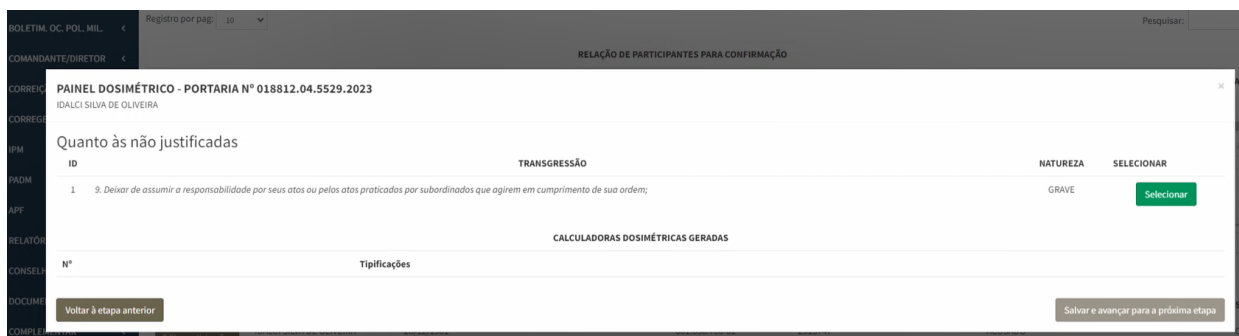 BOLETIM. OC. POL. MIL.
Registro por pag: 10
Pesquisar:
COMANDANTE/DIRETOR
RELAÇÃO DE PARTICIPANTES PARA CONFIRMAÇÃO
PAINEL DOSIMÉTRICO - PORTARIA Nº 018812.04.5529.2023
×
IDALCI SILVA DE OLIVEIRA
IPM
PADM
APF
Quanto às não justificadas
ID TRANSGRESSÃO NATUREZA SELECIONAR
1 9. Deixar de assumir a responsabilidade por seus atos ou pelos atos praticados por subordinados que agirem em cumprimento de sua ordem; GRAVE Selecionar
CALCULADORAS DOSIMÉTRICAS GERADAS
Nº Tipificações
Voltar à etapa anterior Salvar e avançar para a próxima etapa